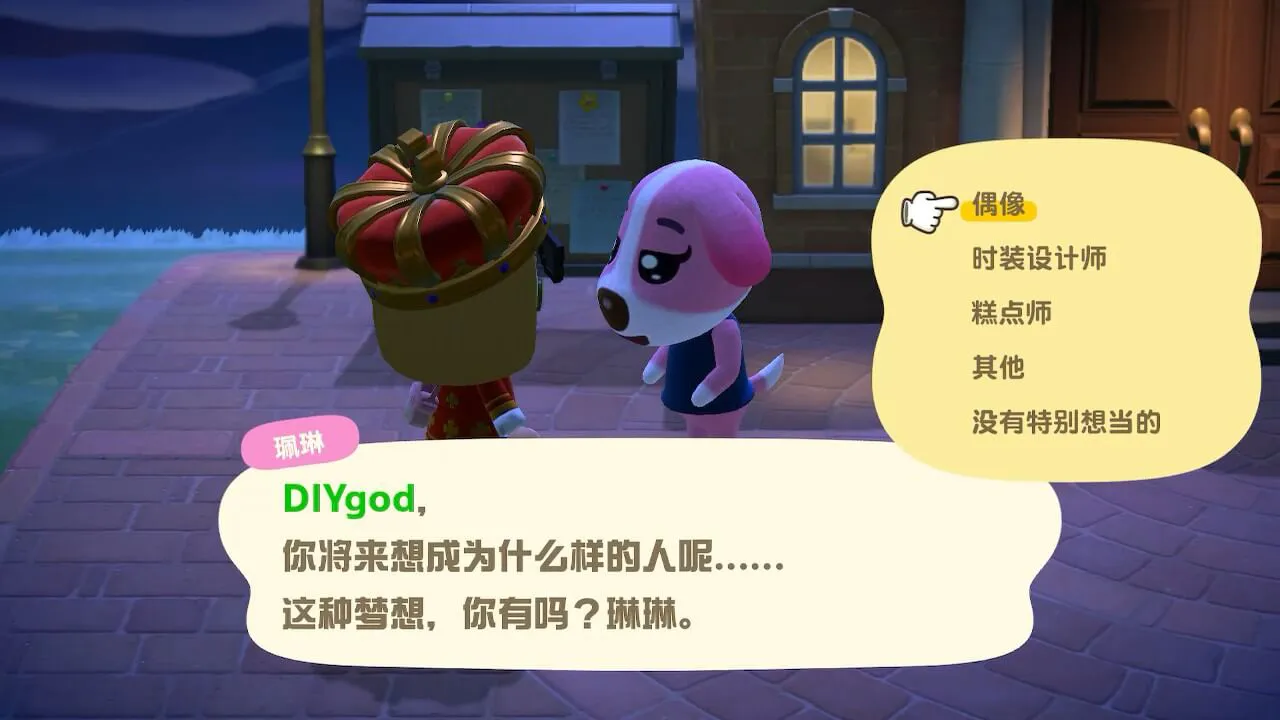 偶像
时装设计师
糕点师
其他
没有特别想当的
珮琳
DIYgod,
你将来想成为什么样的人呢......
这种梦想，你有吗？琳琳。